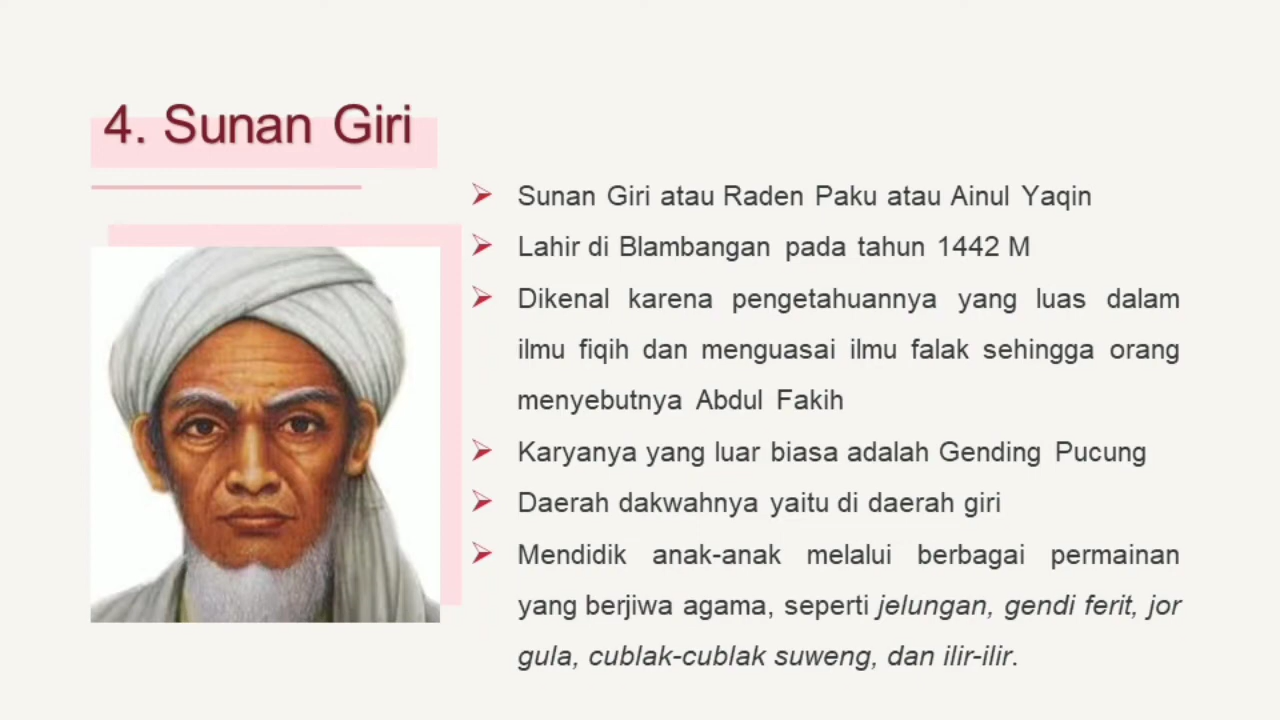 4. Sunan Giri
Sunan Giri atau Raden Paku atau Ainul Yaqin
Lahir di Blambangan pada tahun 1442 M
Dikenal karena pengetahuannya yang luas dalam
ilmu fiqih dan menguasai ilmu falak sehingga orang
menyebutnya Abdul Fakih
Karyanya yang luar biasa adalah Gending Pucung
Daerah dakwahnya yaitu di daerah giri
Mendidik anak-anak melalui berbagai permainan
yang berjiwa agama, seperti jelungan, gendi ferit, jor
gula, cublak-cublak suweng, dan ilir-ilir.